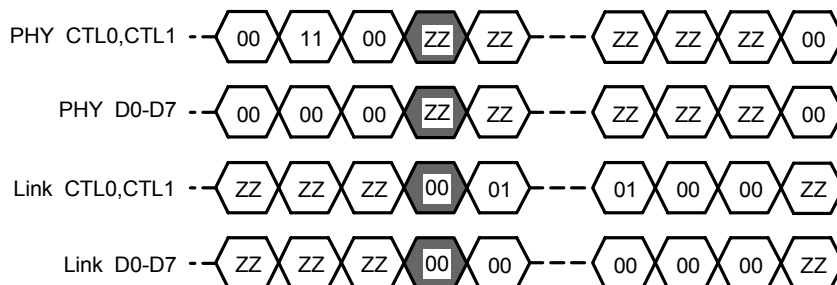 PHY CTL0,CTL1 00 11 00 ZZ ZZ ZZ ZZ ZZ 00
PHY D0-D7 00 00 00 ZZ ZZ ZZ ZZ ZZ 00
Link CTL0,CTL1 ZZ ZZ ZZ 00 01 01 00 00 ZZ
Link D0-D7 ZZ ZZ ZZ 00 00 00 00 00 ZZ